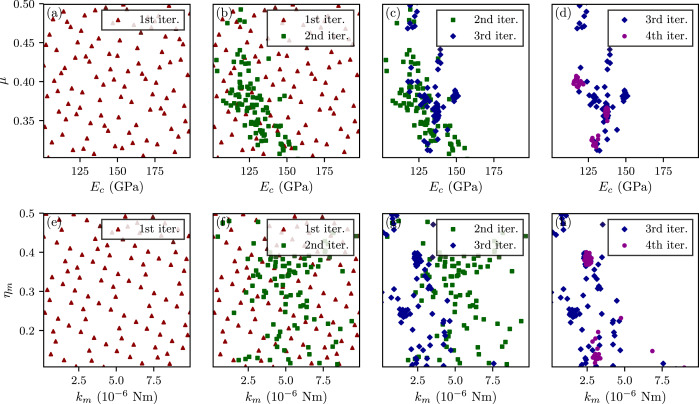 (a) 1st iter.
(b) 1st iter.
2nd iter.
(c) 2nd iter.
3rd iter.
(d) 3rd iter.
4th iter.
0.50
0.45
0.40
0.35
μ
125 150 175
125 150 175
125 150 175
125 150 175
E_c (GPa)
E_c (GPa)
E_c (GPa)
E_c (GPa)
(e) 1st iter.
(f) 1st iter.
2nd iter.
2nd iter.
3rd iter.
3rd iter.
4th iter.
0.5
0.4
0.3
0.2
η_m
5.0 7.5
2.5 5.0 7.5
2.5 5.0 7.5
2.5 5.0 7.5
k_m (10⁻⁶ Nm)
k_m (10⁻⁶ Nm)
k_m (10⁻⁶ Nm)
k_m (10⁻⁶ Nm)